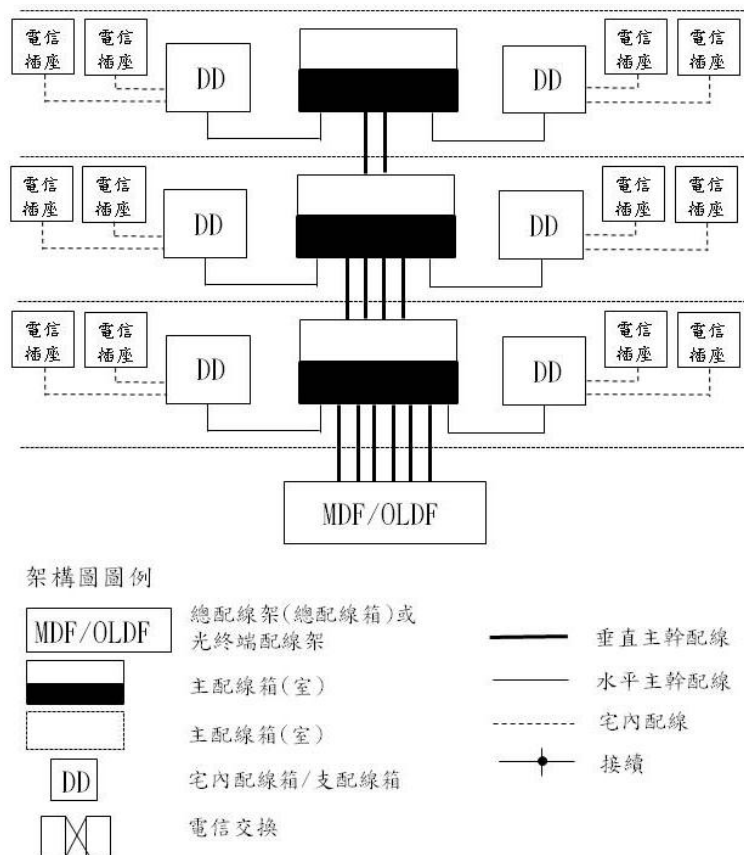 電信 電信 電信 電信
插座 插座 DD DD 插座 插座
電信 電信 電信 電信
插座 插座 DD DD 插座 插座
電信 電信 電信 電信
插座 插座 DD DD 插座 插座
MDF/OLDF
架構圖圖例
MDF/OLDF 總配線架(總配線箱)或
光終端配線架
主配線箱(室)
主配線箱(室)
DD 宅內配線箱/支配線箱
電信交換
垂直主幹配線
水平主幹配線
宅內配線
接續